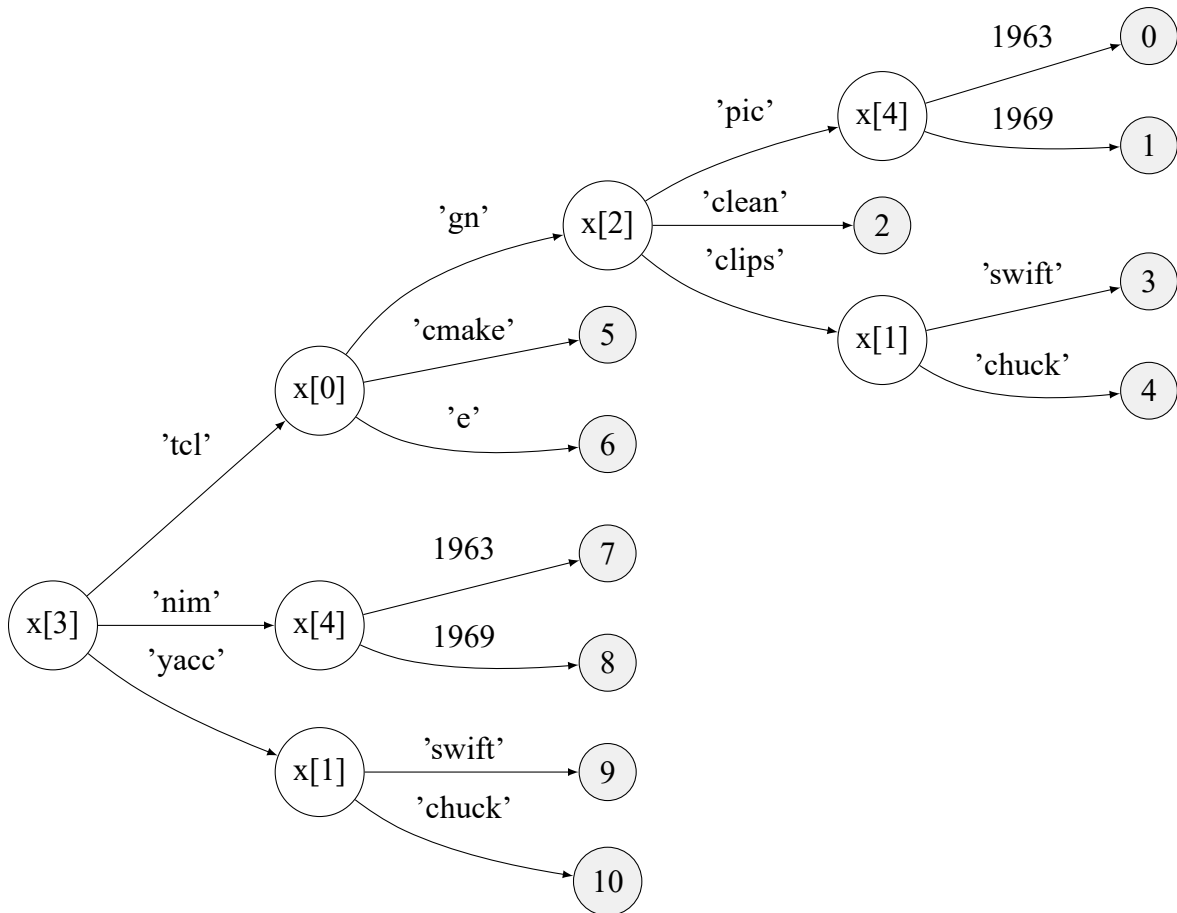 1963
0
’pic’
x[4]
1969
1
’gn’
x[2]
’clean’
2
’clips’
’swift’
3
x[1]
’chuck’
4
’cmake’
5
x[0]
’e’
6
’tcl’
1963
7
x[3]
’nim’
x[4]
1969
8
’yacc’
’swift’
9
x[1]
’chuck’
10